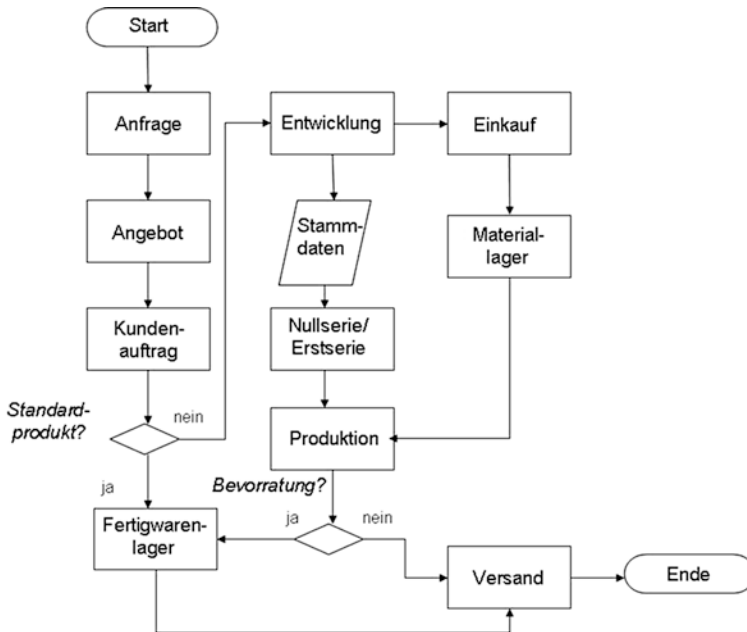 Start
Anfrage
Entwicklung
Einkauf
Angebot
Stamm-
daten
Material-
lager
Kunden-
auftrag
Nullserie/
Erstserie
Standard-
produkt?
nein
Produktion
ja
Bevorratung?
Fertigwaren-
lager
ja
nein
Versand
Ende